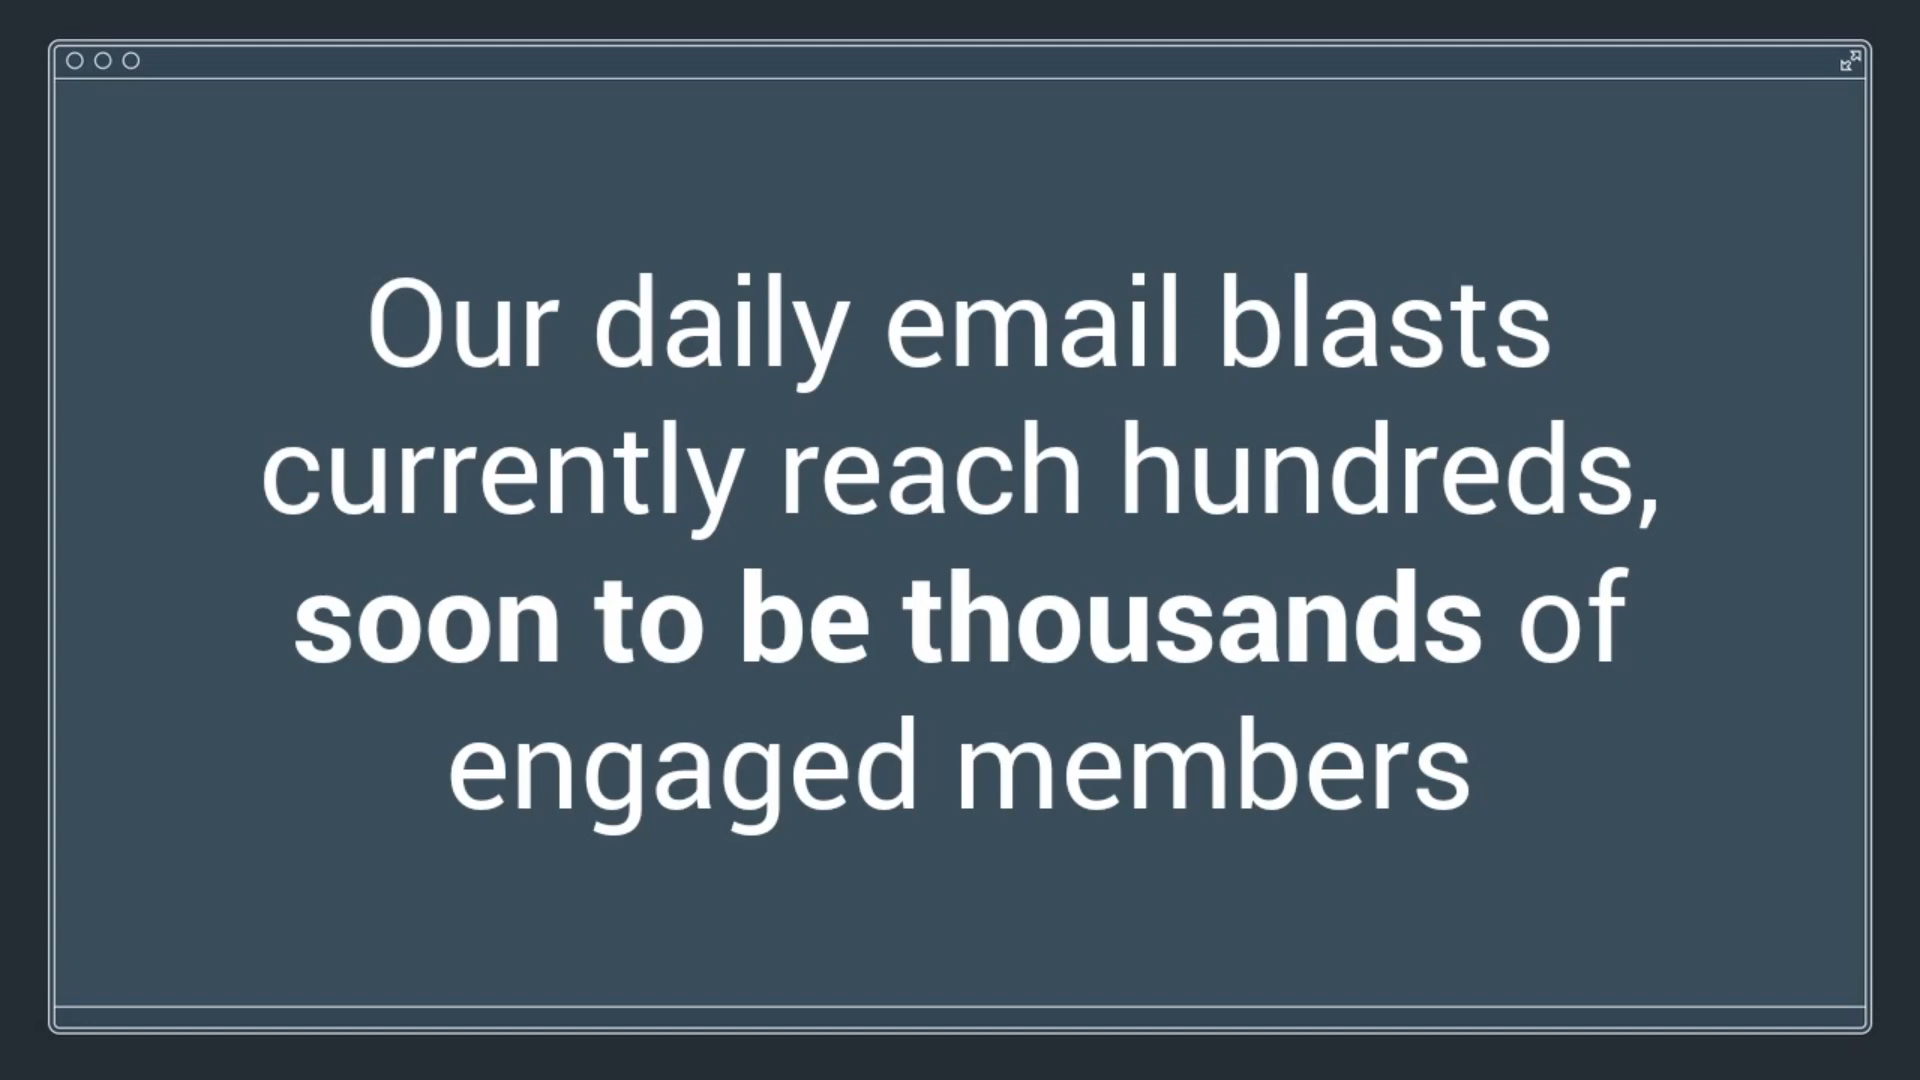 Our daily email blasts
currently reach hundreds,
soon to be thousands of
engaged members